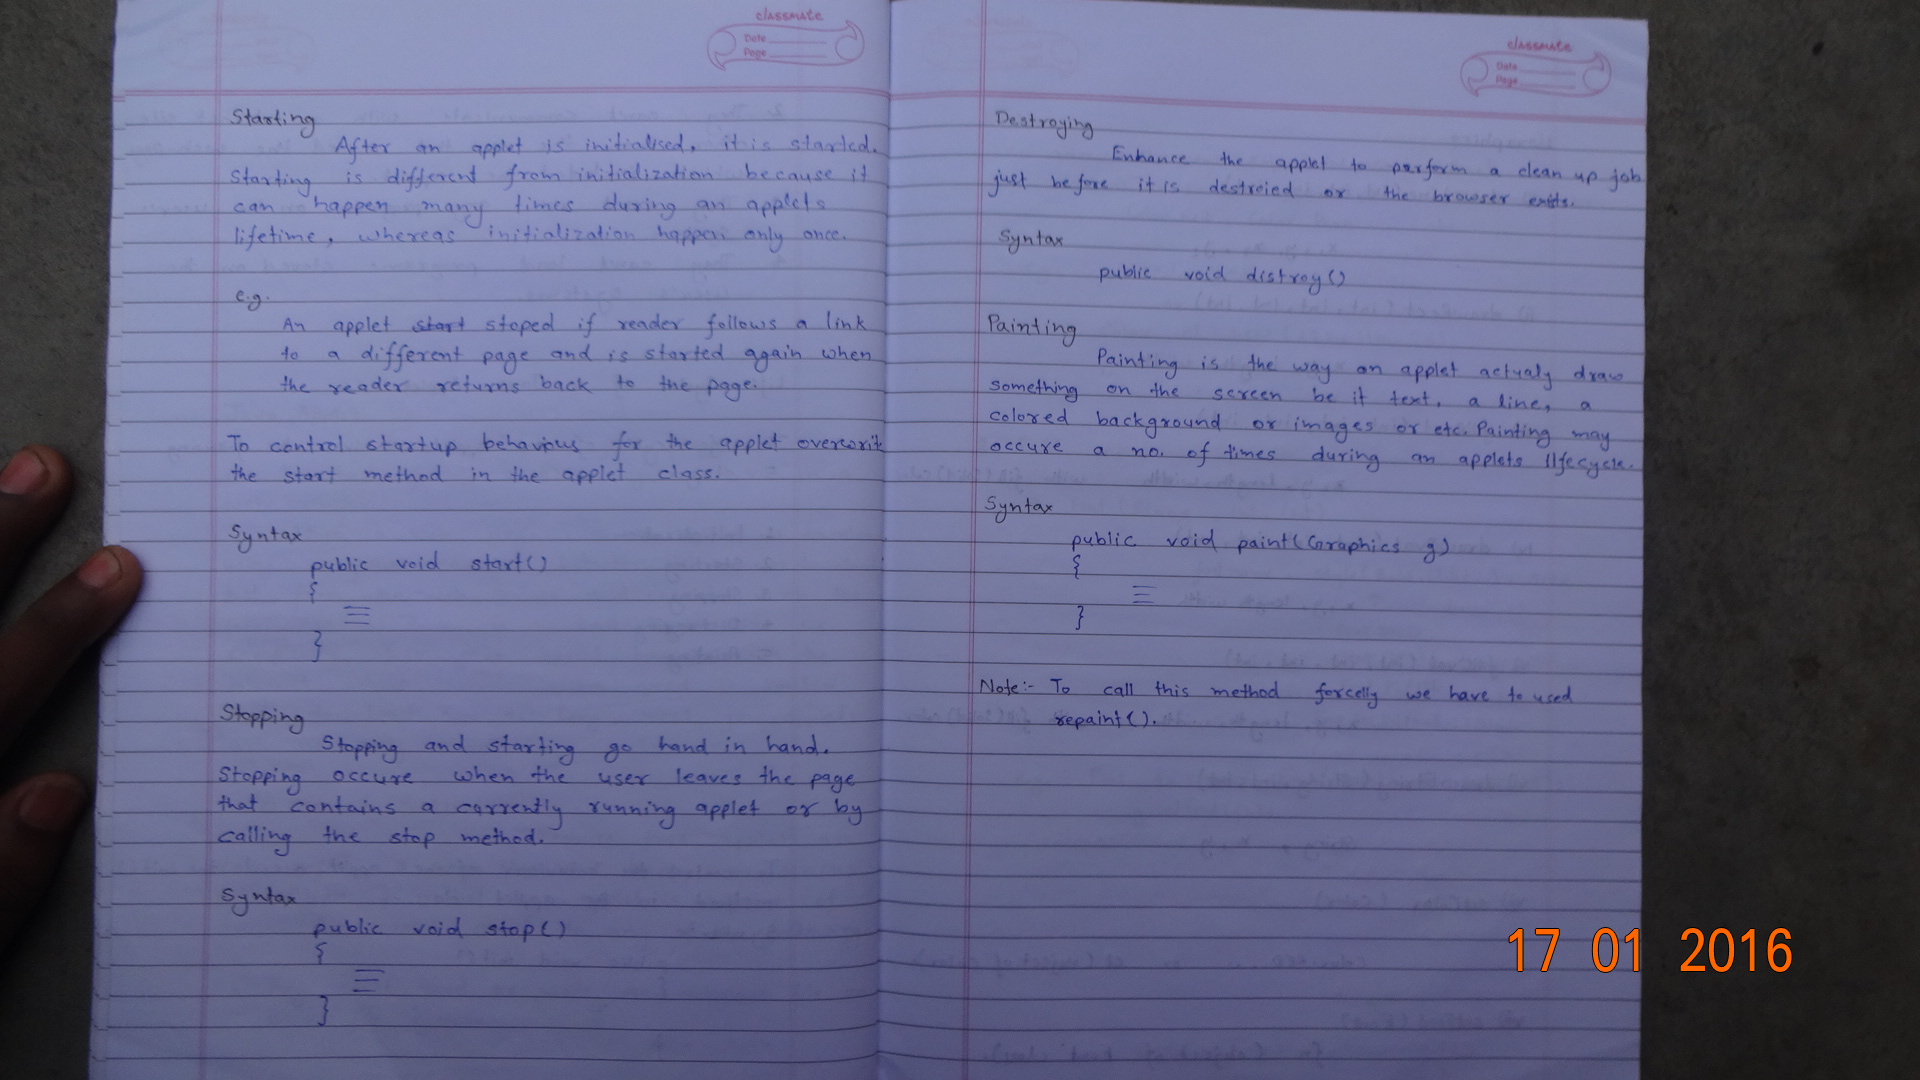 classmate
Date
Page
Starting
After an applet is initialised, it is started.
Starting is different from initialization because it
can happen many times during an applets
lifetime, whereas initialization happen only once.
e.g.
An applet start stoped if reader follows a link
to a different page and is started again when
the reader returns back to the page.
To control startup behavious for the applet overwrit
the start method in the applet class.
Syntax
public void start()
{
}
Stopping
Stopping and starting go hand in hand.
Stopping occure when the user leaves the page
that contains a currently running applet or by
calling the stop method.
Syntax
public void stop()
{
}
classmate
Date
Page
Destroying
Enhance the applet to perform a clean up job
just before it is destroied or the browser exits.
Syntax
public void distroy()
Painting
Painting is the way an applet actualy draw
something on the screen be it text, a line, a
colored background or images or etc. Painting may
occure a no. of times during an applets lifecycle.
Syntax
public void paint(Graphics g)
{
}
Note:- To call this method forcelly we have to used
repaint().
17 01 2016